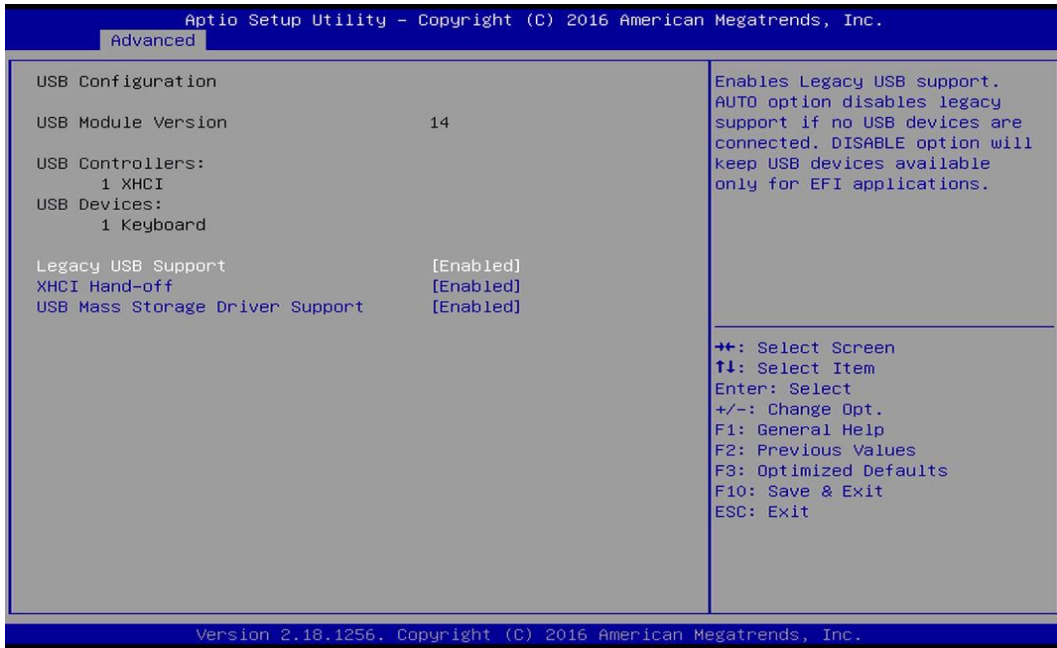 Aptio Setup Utility – Copyright (C) 2016 American Megatrends, Inc.
Advanced
USB Configuration
USB Module Version 14
USB Controllers:
1 XHCI
USB Devices:
1 Keyboard
Legacy USB Support [Enabled]
XHCI Hand-off [Enabled]
USB Mass Storage Driver Support [Enabled]
Enables Legacy USB support.
AUTO option disables legacy
support if no USB devices are
connected. DISABLE option will
keep USB devices available
only for EFI applications.
→←: Select Screen
↑↓: Select Item
Enter: Select
+/-: Change Opt.
F1: General Help
F2: Previous Values
F3: Optimized Defaults
F10: Save & Exit
ESC: Exit
Version 2.18.1256. Copyright (C) 2016 American Megatrends, Inc.